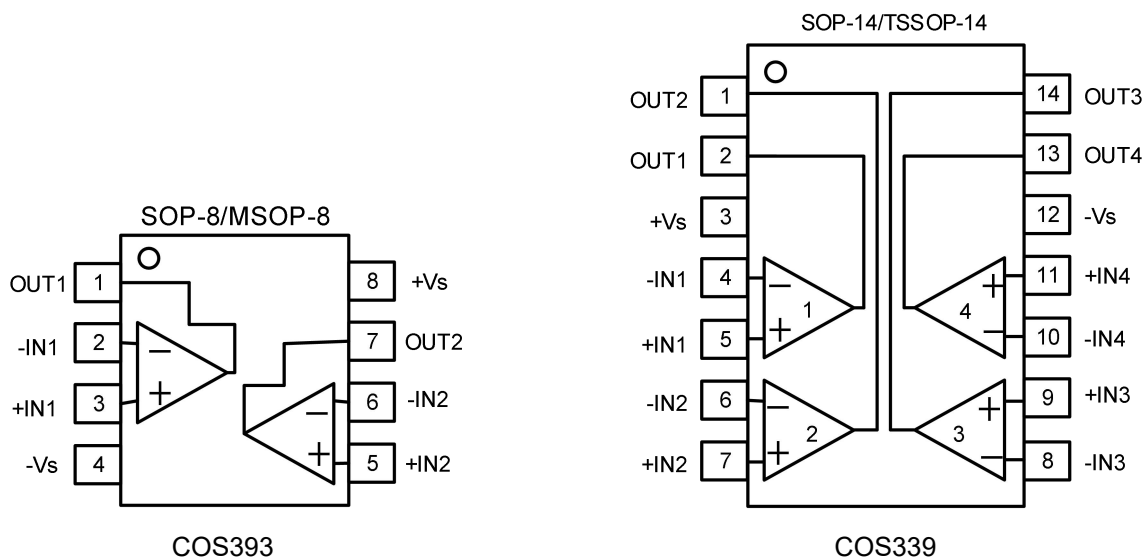 SOP-8/MSOP-8
OUT1 1
-IN1 2
+IN1 3
-Vs 4
8 +Vs
7 OUT2
6 -IN2
5 +IN2
− +
− +
COS393
SOP-14/TSSOP-14
OUT2 1
OUT1 2
+Vs 3
-IN1 4
+IN1 5
-IN2 6
+IN2 7
14 OUT3
13 OUT4
12 -Vs
11 +IN4
10 -IN4
9 +IN3
8 -IN3
− 1 +
+ 4 −
− 2 +
+ 3 −
COS339